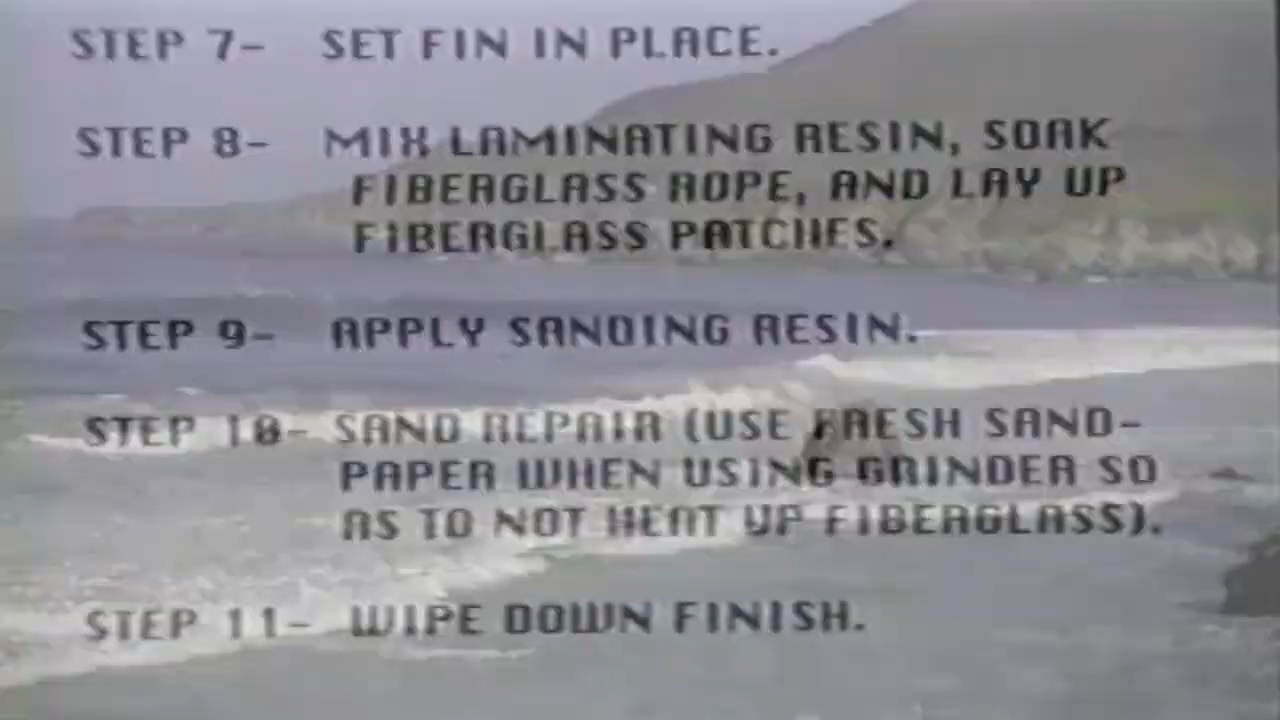 STEP 7- SET FIN IN PLACE.
STEP 8- MIX LAMINATING RESIN, SOAK
FIBERGLASS ROPE, AND LAY UP
FIBERGLASS PATCHES.
STEP 9- APPLY SANDING RESIN.
STEP 10- SAND REPAIR (USE FRESH SAND-
PAPER WHEN USING GRINDER SO
AS TO NOT HEAT UP FIBERGLASS).
STEP 11- WIPE DOWN FINISH.